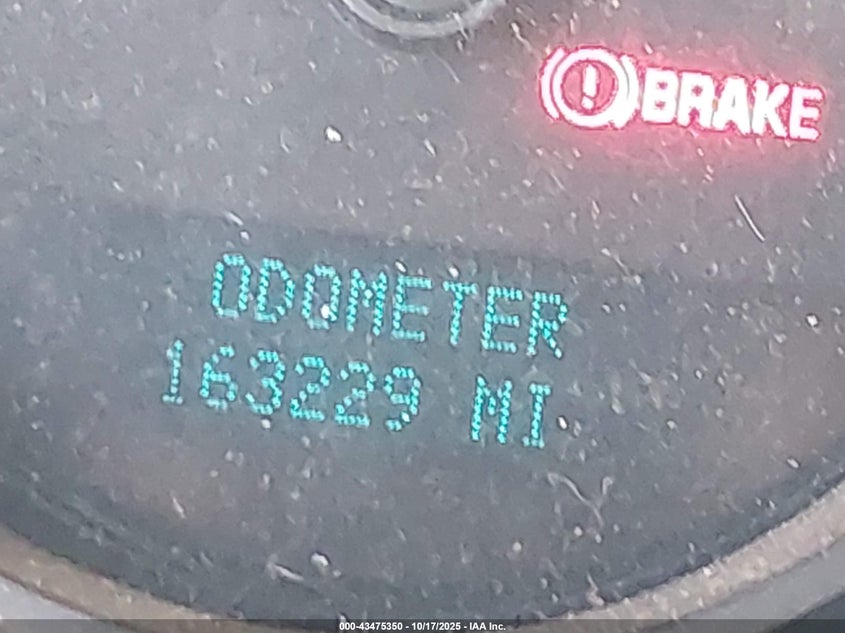 BRAKE
ODOMETER
163229 MI
000-43475350 - 10/17/2025 - IAA Inc.